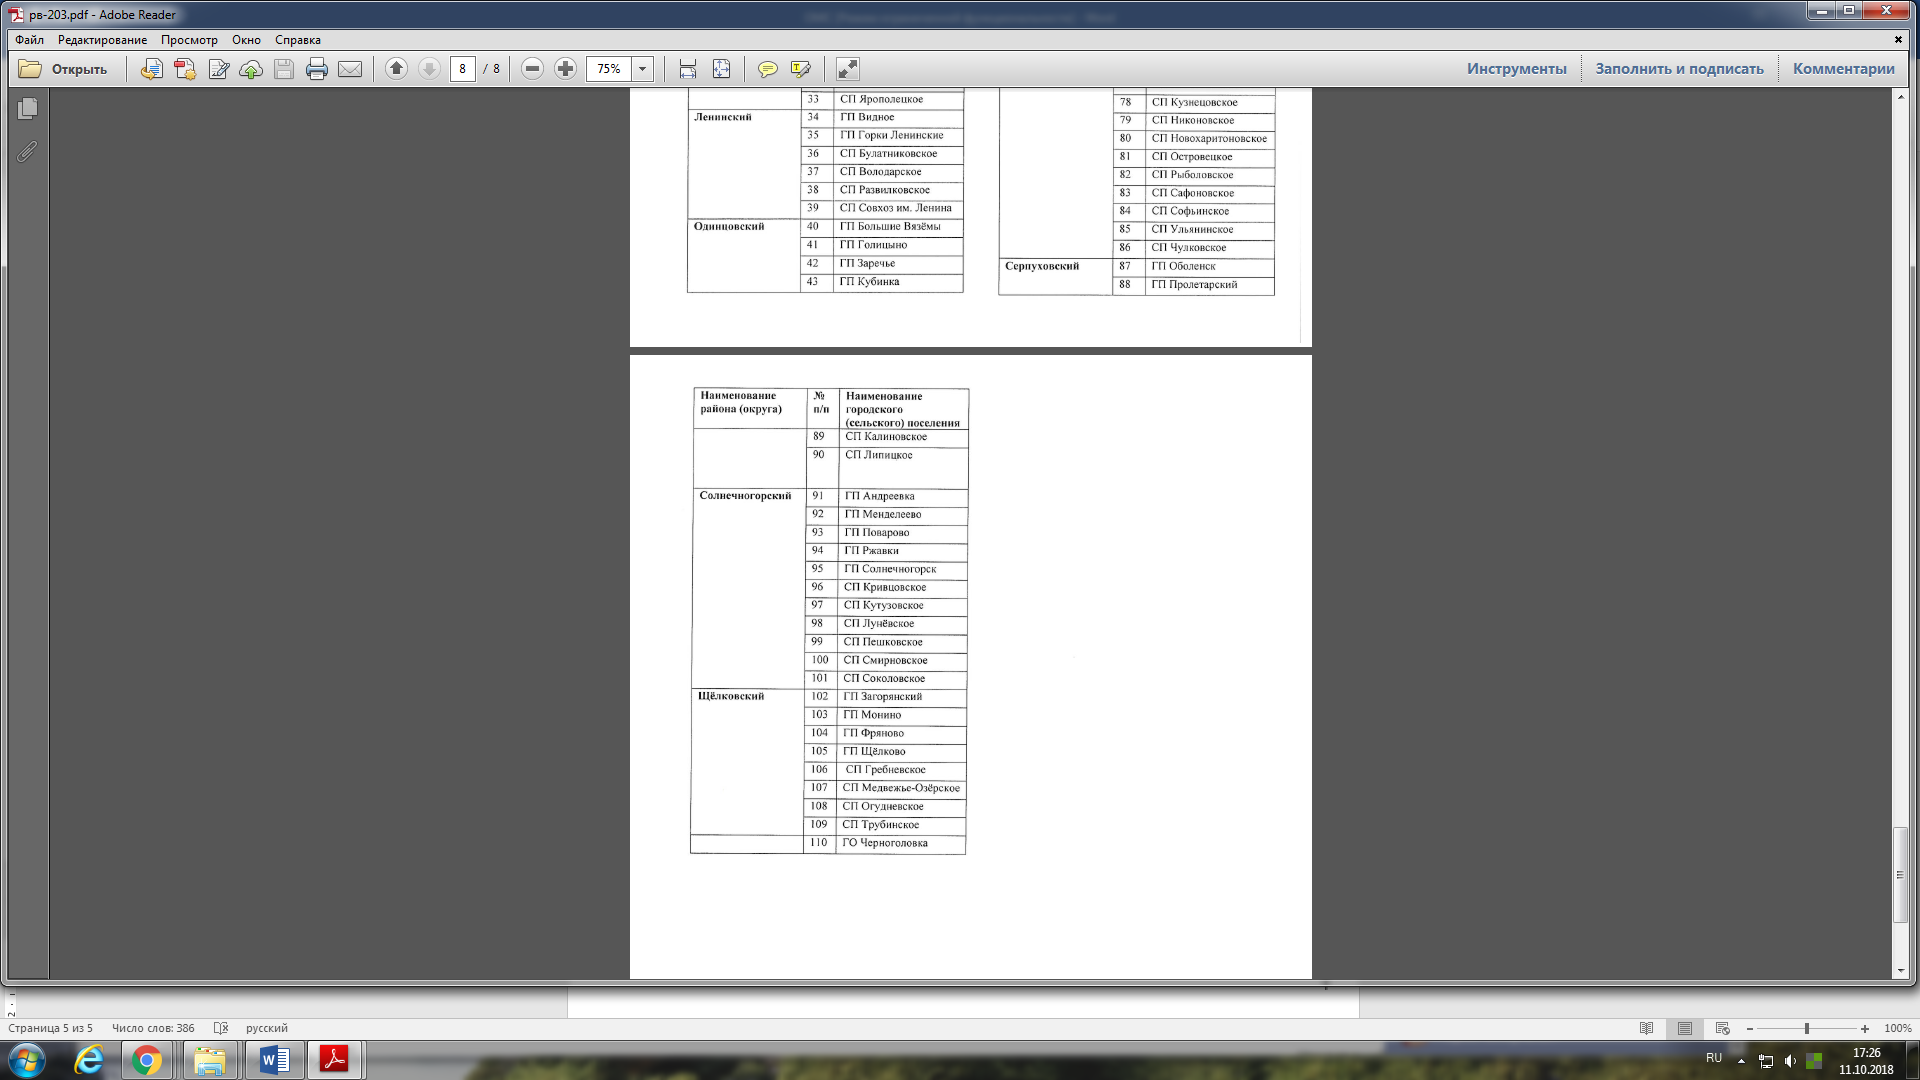 рв-203.pdf - Adobe Reader
Файл Редактирование Просмотр Окно Справка
Открыть 8 / 8 75% Инструменты Заполнить и подписать Комментарии
33 СП Ярополецкое
Ленинский 34 ГП Видное
35 ГП Горки Ленинские
36 СП Булатниковское
37 СП Володарское
38 СП Развилковское
39 СП Совхоз им. Ленина
Одинцовский 40 ГП Большие Вязёмы
41 ГП Голицыно
42 ГП Заречье
43 ГП Кубинка
78 СП Кузнецовское
79 СП Никоновское
80 СП Новохаритоновское
81 СП Островецкое
82 СП Рыболовское
83 СП Сафоновское
84 СП Софьинское
85 СП Ульянинское
86 СП Чулковское
Серпуховский 87 ГП Оболенск
88 ГП Пролетарский
Наименование района (округа) № п/п Наименование городского (сельского) поселения
89 СП Калиновское
90 СП Липицкое
Солнечногорский 91 ГП Андреевка
92 ГП Менделеево
93 ГП Поварово
94 ГП Ржавки
95 ГП Солнечногорск
96 СП Кривцовское
97 СП Кутузовское
98 СП Лунёвское
99 СП Пешковское
100 СП Смирновское
101 СП Соколовское
Щёлковский 102 ГП Загорянский
103 ГП Монино
104 ГП Фряново
105 ГП Щёлково
106 СП Гребневское
107 СП Медвежье-Озёрское
108 СП Огудневское
109 СП Трубинское
110 ГО Черноголовка
Страница 5 из 5 Число слов: 386 русский 100%
RU 17:26
11.10.2018